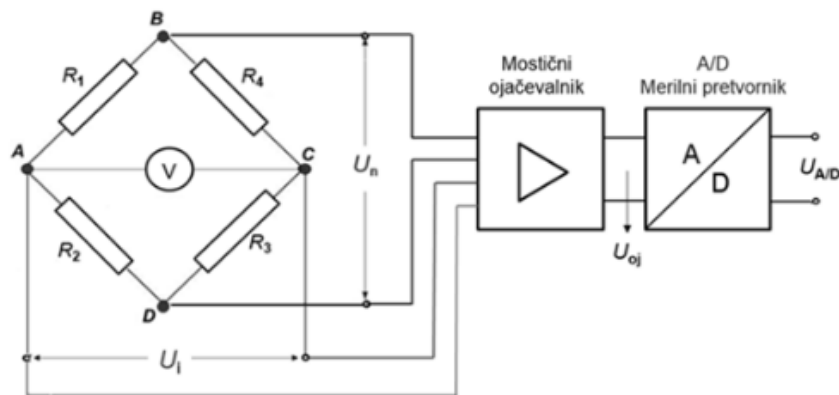 B
Mostični
ojačevalnik
A/D
Merilni pretvornik
R1
R4
A
C
V
Un
A
D
UA/D
R2
R3
Uoj
D
Ui